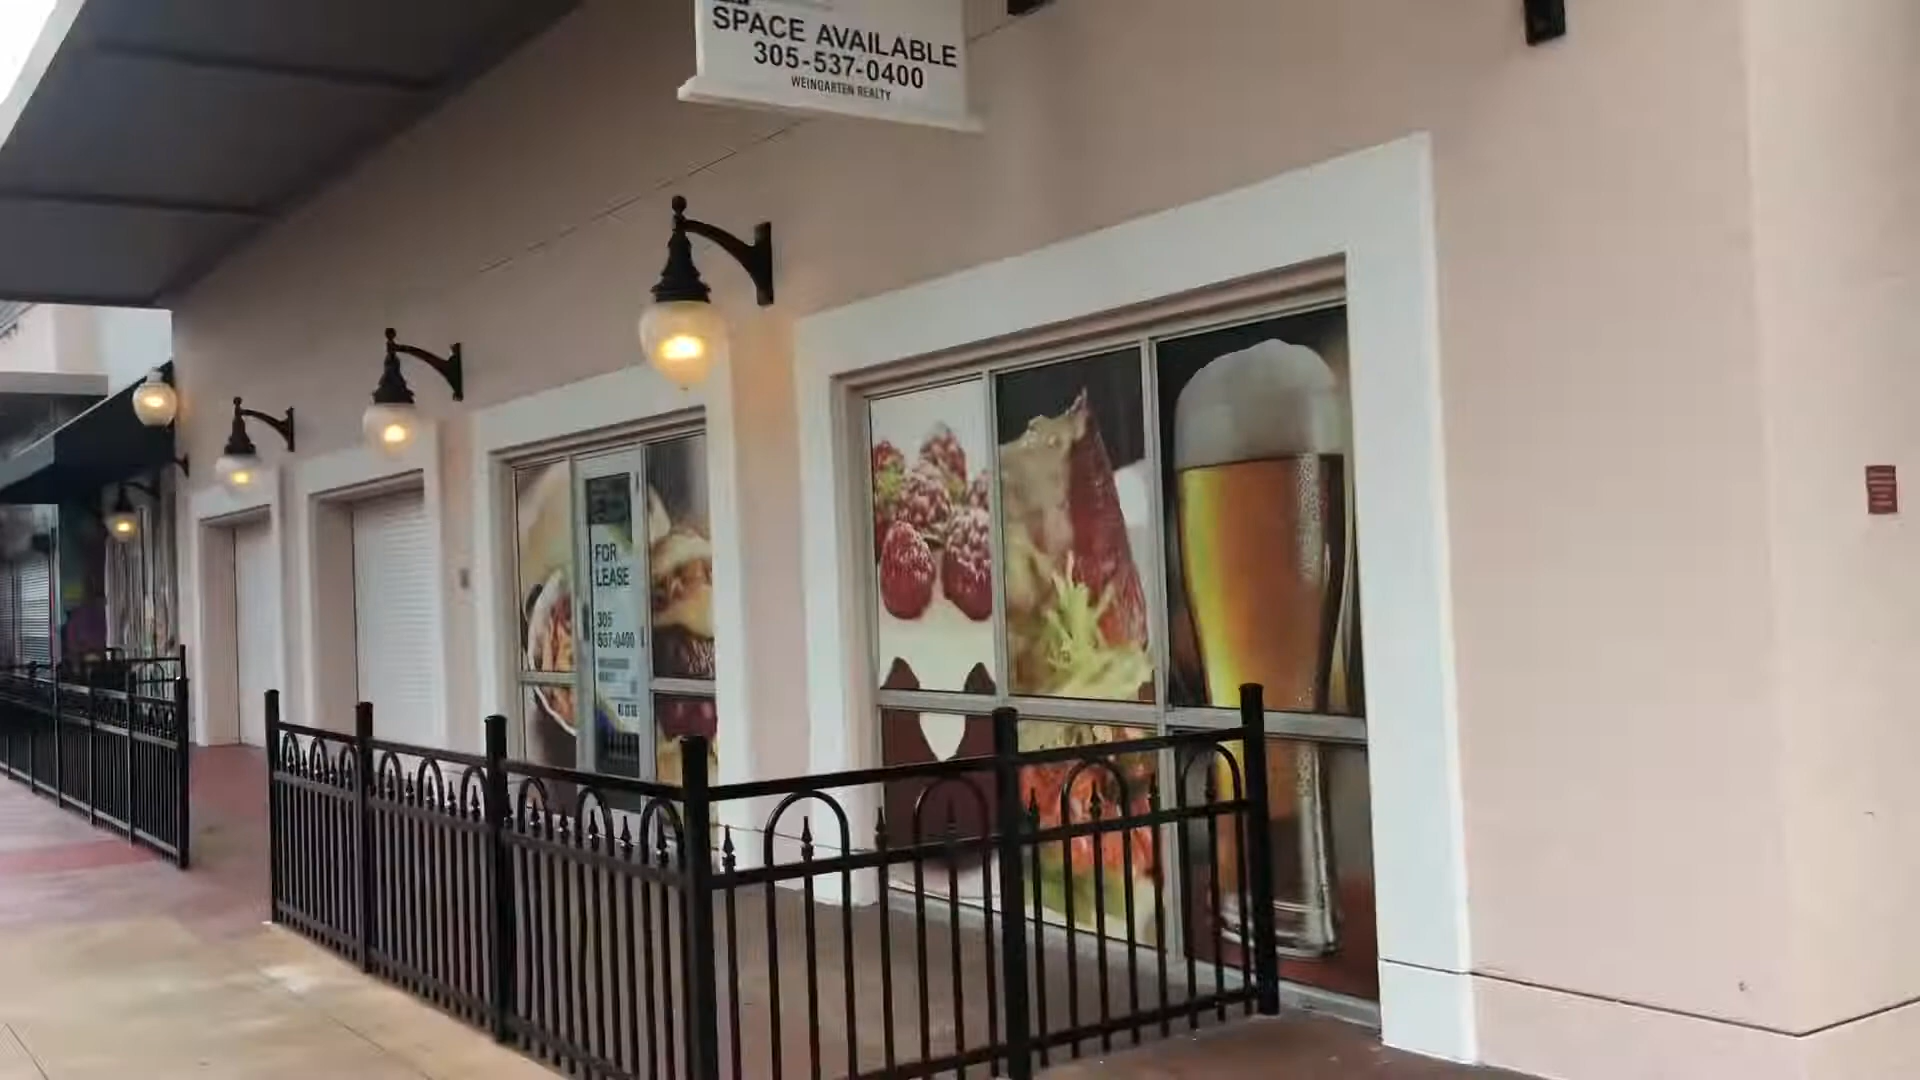 SPACE AVAILABLE
305-537-0400
WEINGARTEN REALTY
FOR
LEASE
305
537-0400